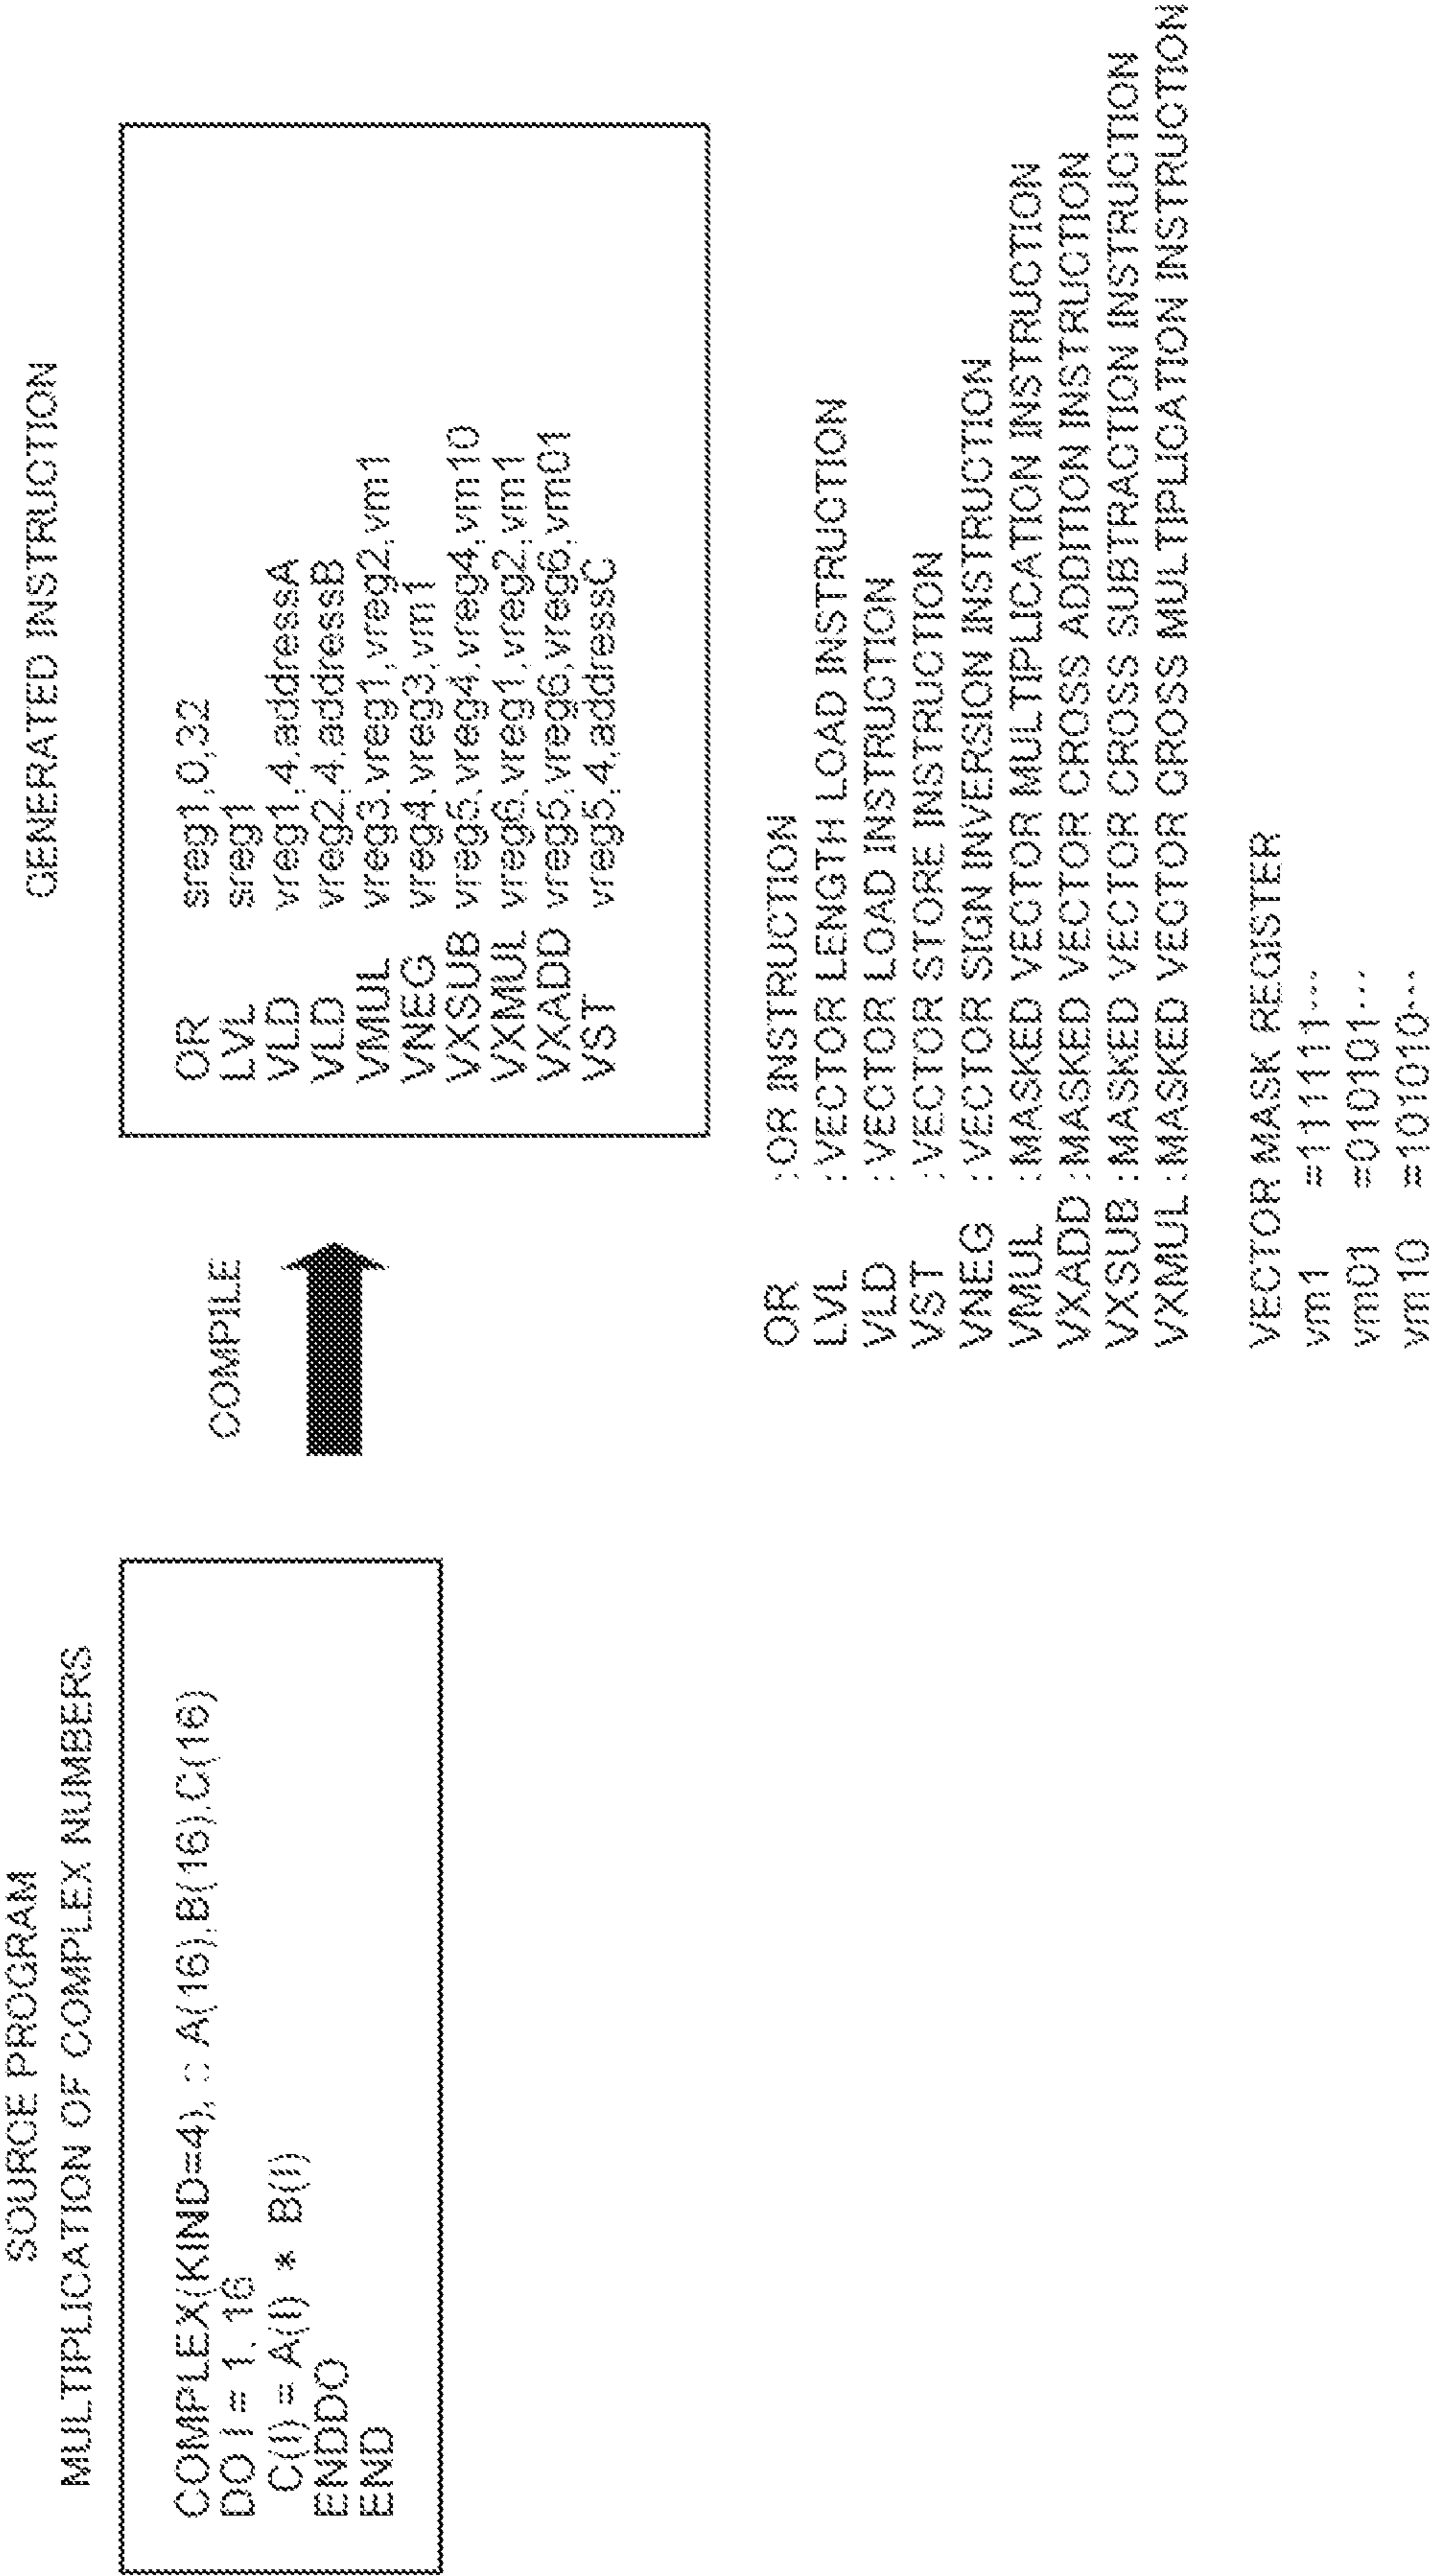 SOURCE PROGRAM
MULTIPLICATION OF COMPLEX NUMBERS
COMPLEX(KIND=4), :: A(16),B(16),C(16)
DO I = 1, 16
C(I) = A(I) * B(I)
ENDDO
END
COMPILE
GENERATED INSTRUCTION
OR sreg1,0,32
LVL sreg1
VLD vreg1,4,addressA
VLD vreg2,4,addressB
VMUL vreg3,vreg1,vreg2,vm1
VNEG vreg4,vreg3,vm1
VXSUB vreg5,vreg4,vreg4,vm10
VXMUL vreg6,vreg1,vreg2,vm1
VXADD vreg5,vreg6,vreg6,vm01
VST vreg5,4,addressC
OR : OR INSTRUCTION
LVL : VECTOR LENGTH LOAD INSTRUCTION
VLD : VECTOR LOAD INSTRUCTION
VST : VECTOR STORE INSTRUCTION
VNEG : VECTOR SIGN INVERSION INSTRUCTION
VMUL : MASKED VECTOR MULTIPLICATION INSTRUCTION
VXADD : MASKED VECTOR CROSS ADDITION INSTRUCTION
VXSUB : MASKED VECTOR CROSS SUBTRACTION INSTRUCTION
VXMUL : MASKED VECTOR CROSS MULTIPLICATION INSTRUCTION
VECTOR MASK REGISTER
vm1 =111111···
vm01 =010101···
vm10 =101010···